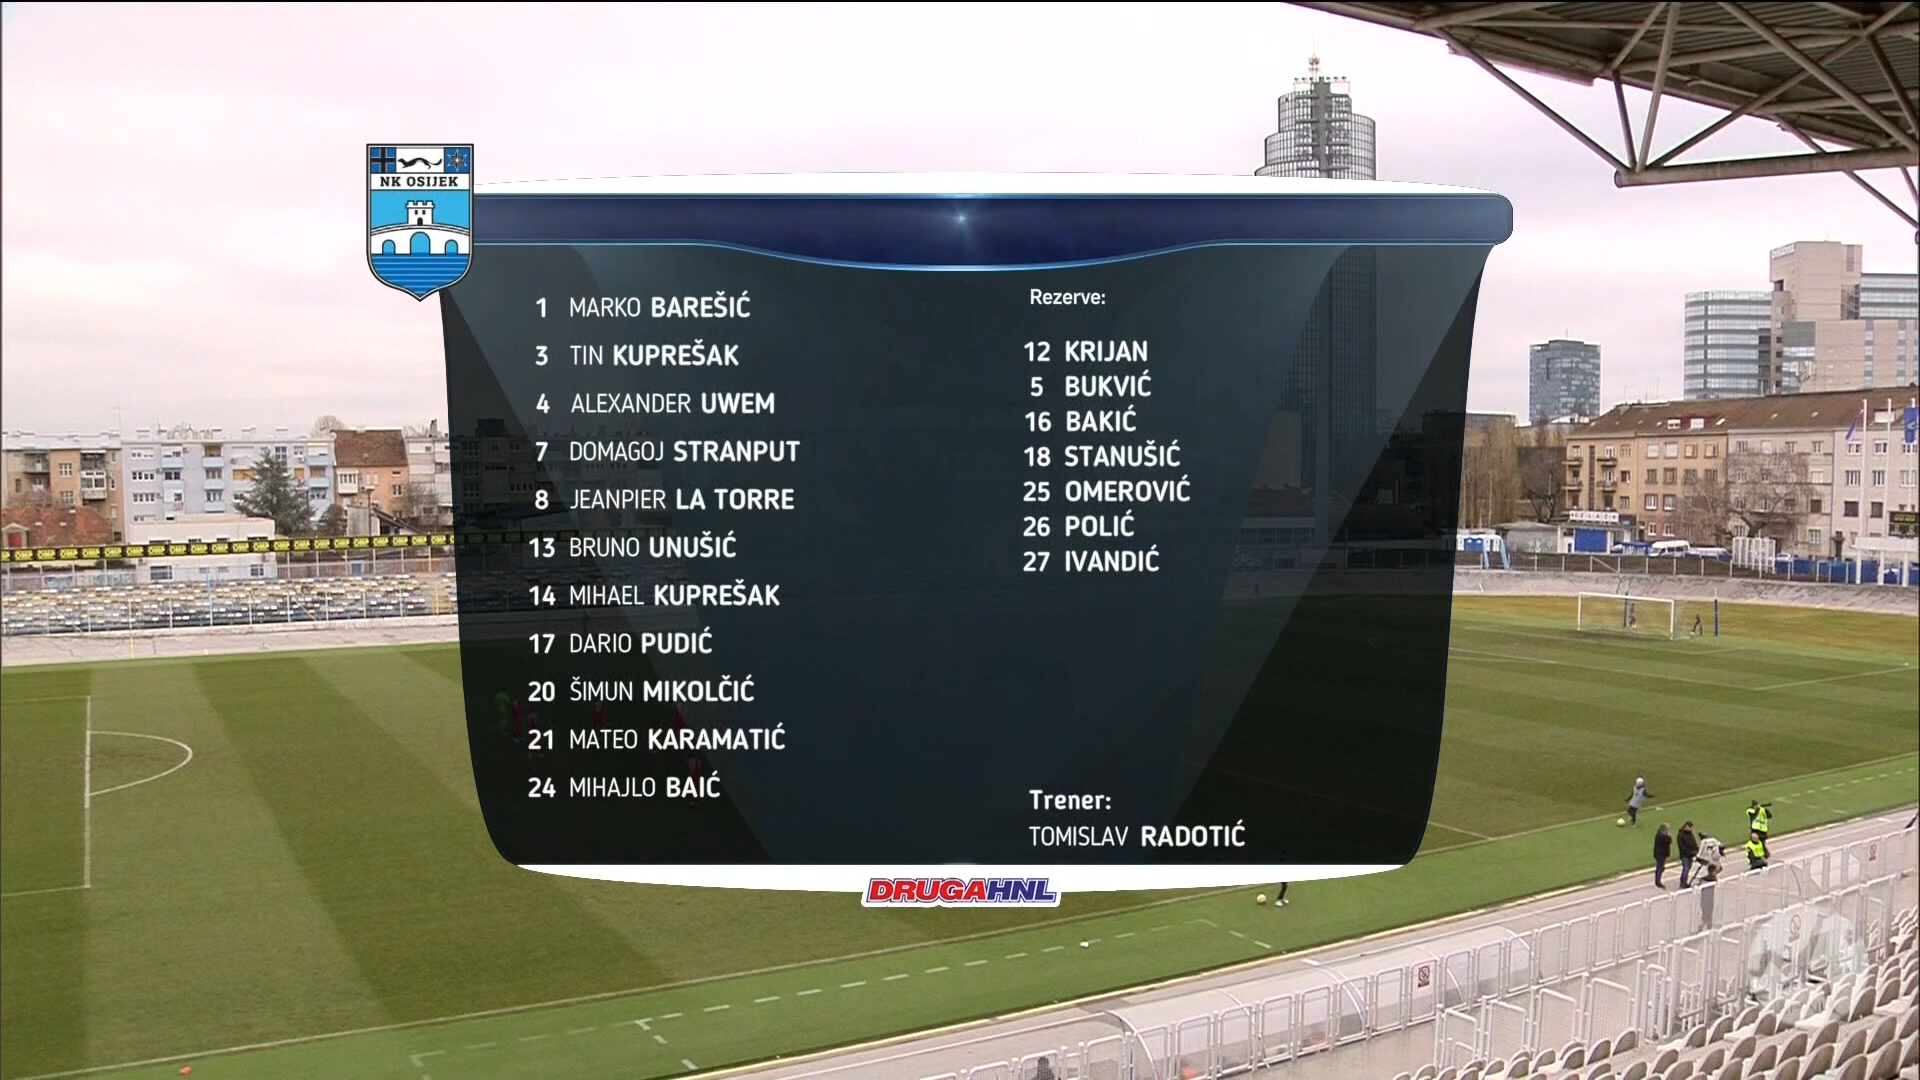 NK OSIJEK
1 MARKO BAREŠIĆ
3 TIN KUPREŠAK
4 ALEXANDER UWEM
7 DOMAGOJ STRANPUT
8 JEANPIER LA TORRE
13 BRUNO UNUŠIĆ
14 MIHAEL KUPREŠAK
17 DARIO PUDIĆ
20 ŠIMUN MIKOLČIĆ
21 MATEO KARAMATIĆ
24 MIHAJLO BAIĆ
Rezerve:
12 KRIJAN
5 BUKVIĆ
16 BAKIĆ
18 STANUŠIĆ
25 OMEROVIĆ
26 POLIĆ
27 IVANDIĆ
Trener:
TOMISLAV RADOTIĆ
DRUGAHNL